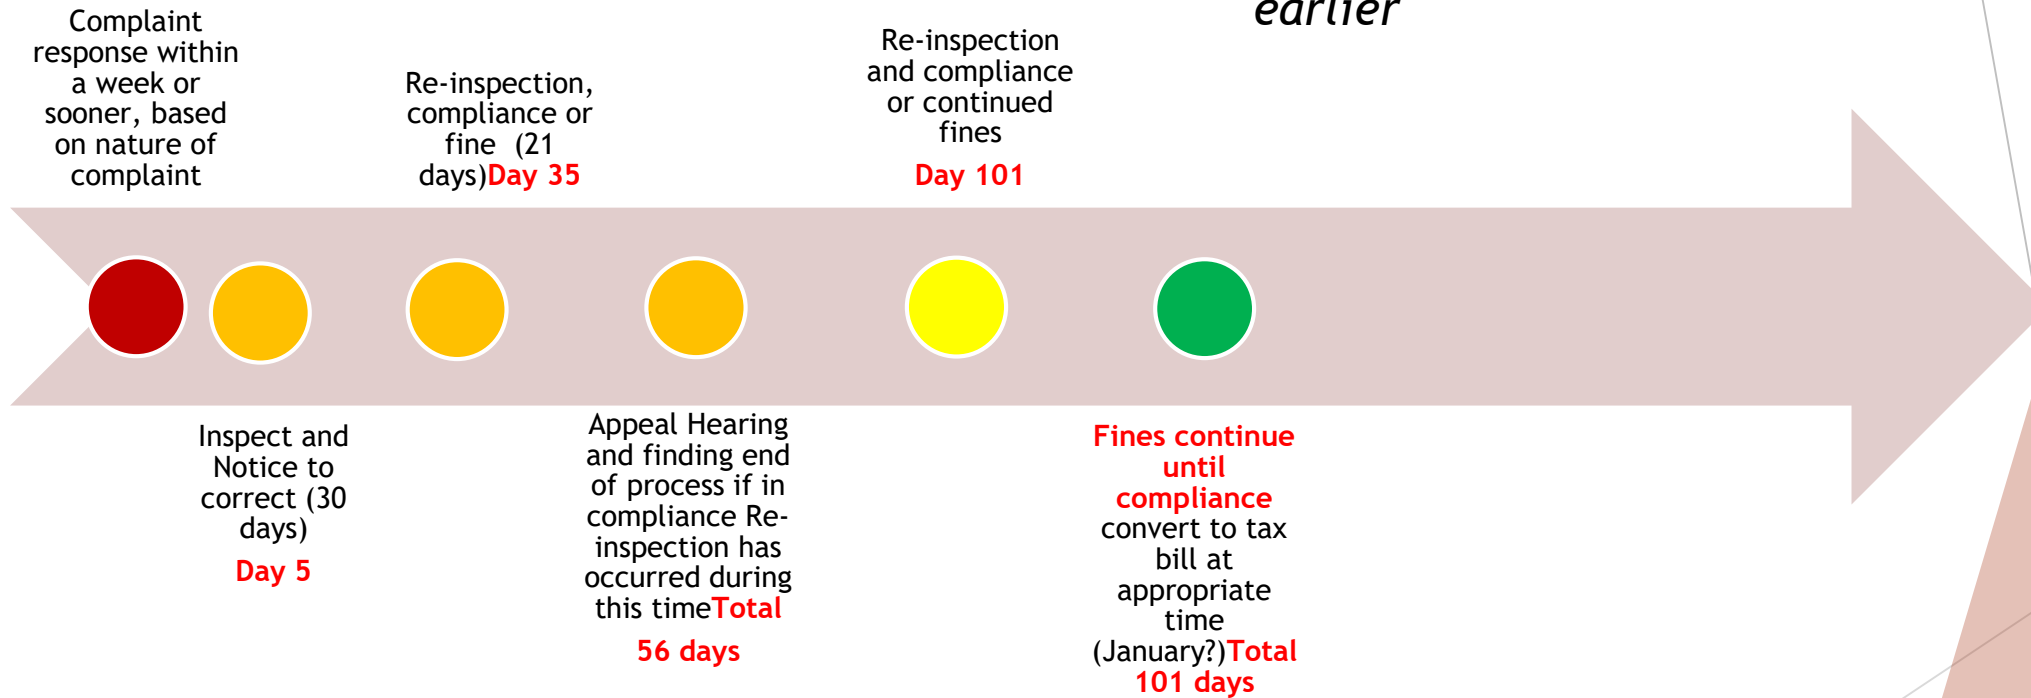 earlier
Complaint
response within
a week or
sooner, based
on nature of
complaint
Re-inspection,
compliance or
fine (21
days)Day 35
Re-inspection
and compliance
or continued
fines
Day 101
Inspect and
Notice to
correct (30
days)
Day 5
Appeal Hearing
and finding end
of process if in
compliance Re-
inspection has
occurred during
this timeTotal
56 days
Fines continue
until
compliance
convert to tax
bill at
appropriate
time
(January?)Total
101 days